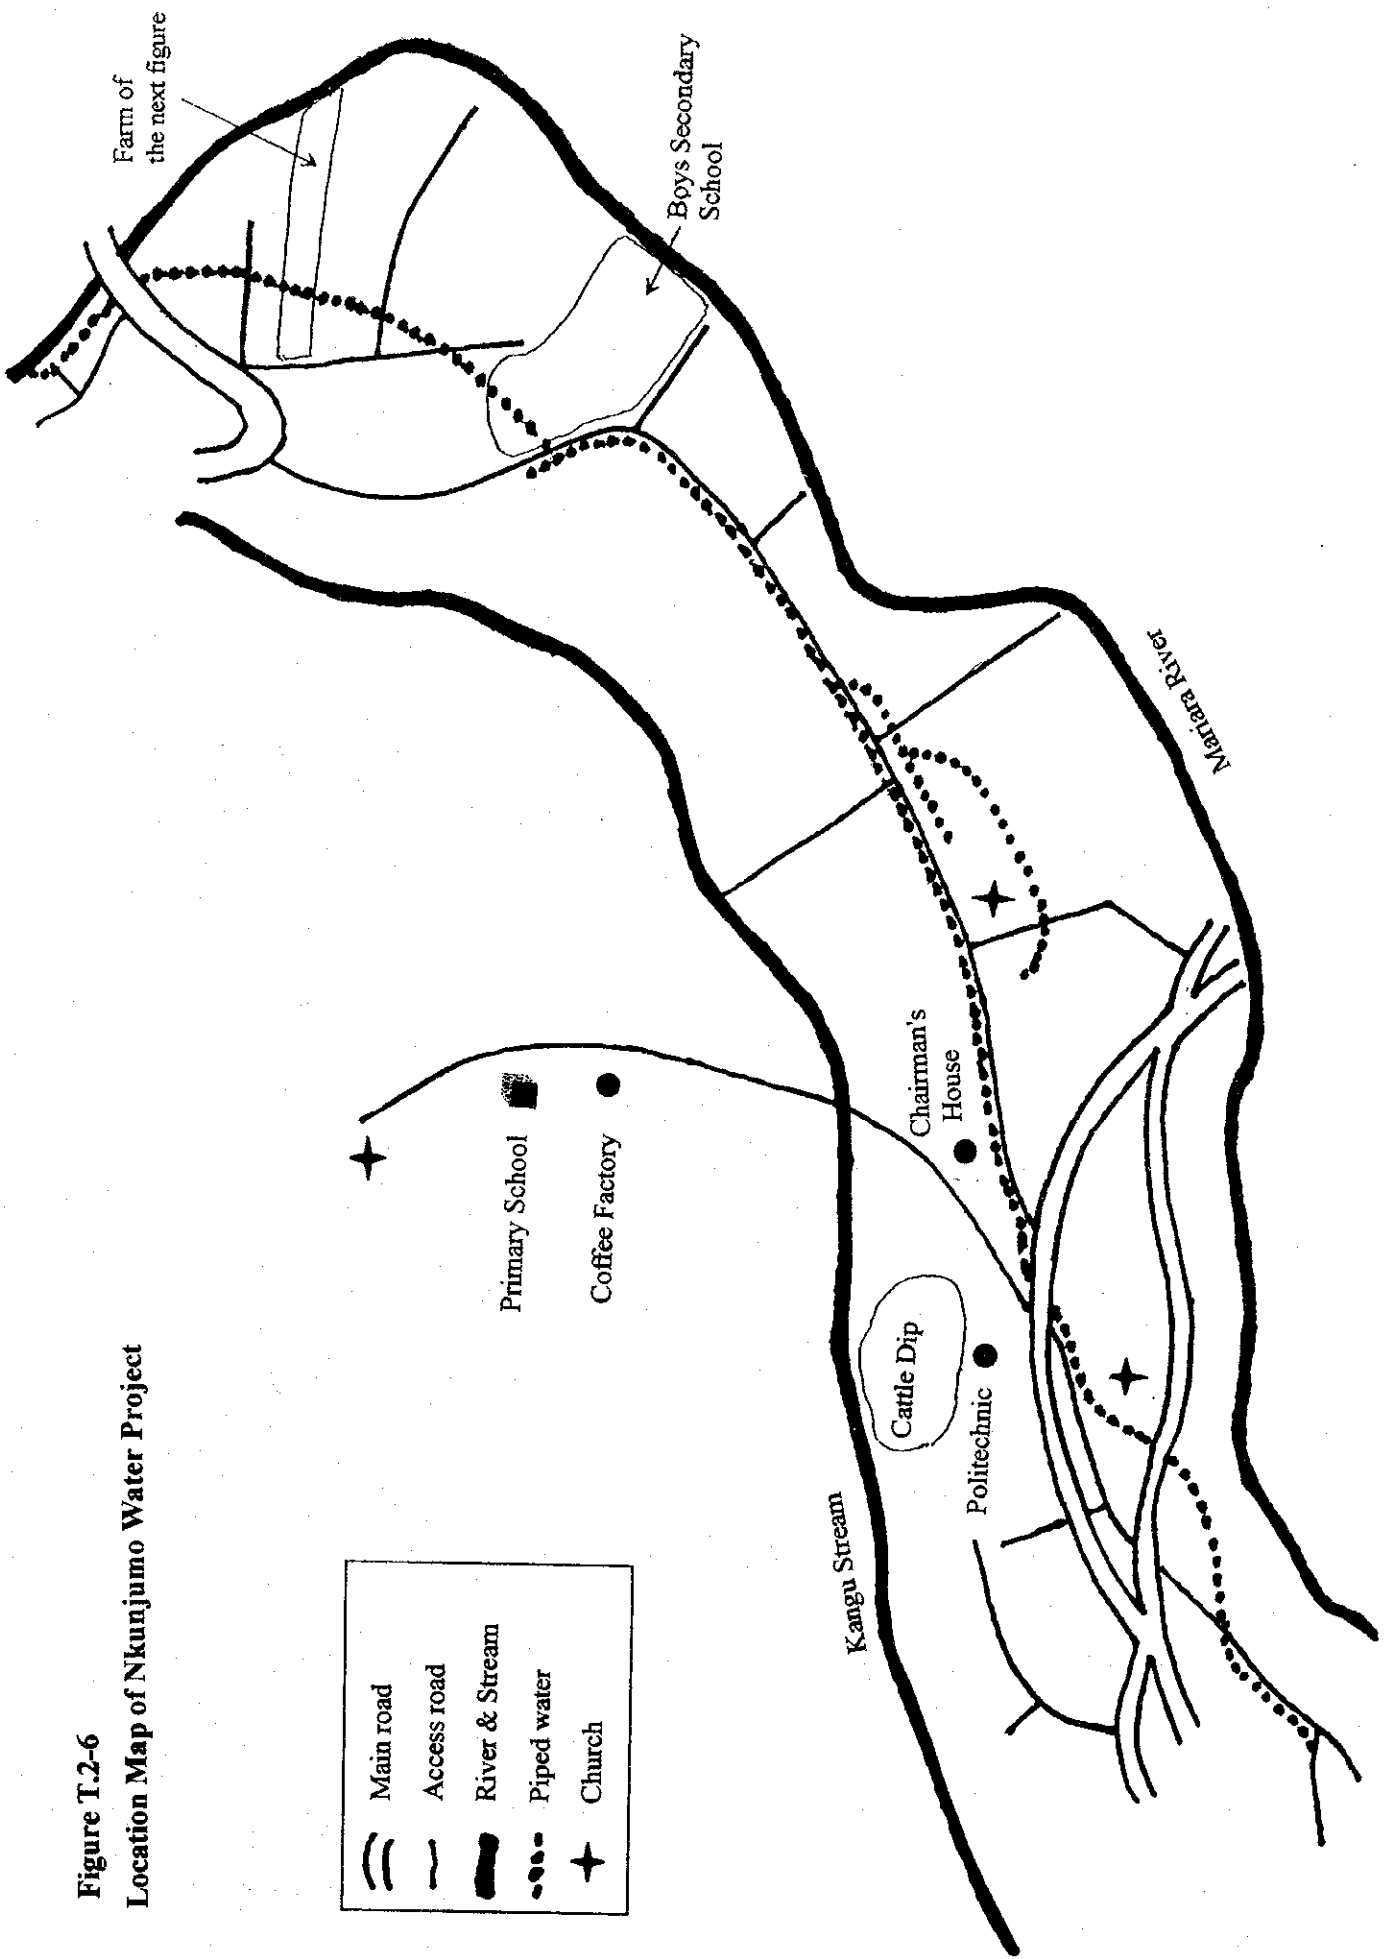 Figure T.2-6
Location Map of Nkunjumo Water Project
Main road
Access road
River & Stream
Piped water
Church
Primary School
Coffee Factory
Kangu Stream
Cattle Dip
Politechnic
Chairman's
House
Mariara River
Boys Secondary
School
Farm of
the next figure